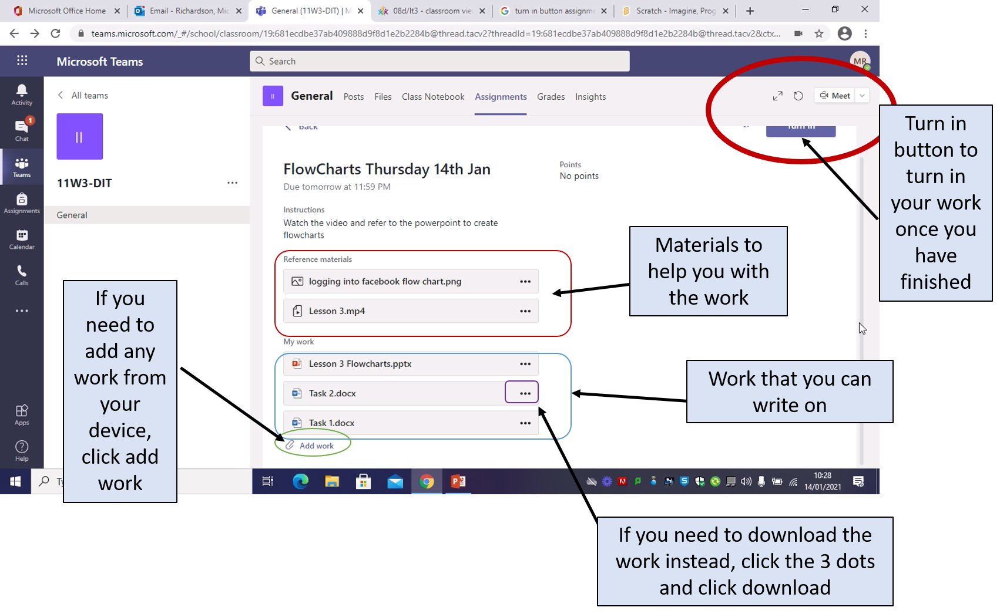 Microsoft Office Home
Email - Richardson, Mic
General (11W3-DIT) | M
08d/It3 - classroom vie
turn in button assignme
Scratch - Imagine, Prog
teams.microsoft.com/_#/school/classroom/19:681ecdbe37ab409888d9f8d1e2b2284b@thread.tacv2?threadId=19:681ecdbe37ab409888d9f8d1e2b2284b@thread.tacv2&ctx...
Microsoft Teams
Search
MR
Activity
1
Chat
Teams
Assignments
Calendar
Calls
Apps
Help
All teams
II
11W3-DIT
General
II
General
Posts
Files
Class Notebook
Assignments
Grades
Insights
Meet
Back
Turn in
FlowCharts Thursday 14th Jan
Due tomorrow at 11:59 PM
Points
No points
Instructions
Watch the video and refer to the powerpoint to create
flowcharts
Reference materials
logging into facebook flow chart.png
Lesson 3.mp4
My work
Lesson 3 Flowcharts.pptx
Task 2.docx
Task 1.docx
Add work
Turn in
button to
turn in
your work
once you
have
finished
Materials to
help you with
the work
If you
need to
add any
work from
your
device,
click add
work
Work that you can
write on
If you need to download the
work instead, click the 3 dots
and click download
Ty
10:28
14/01/2021